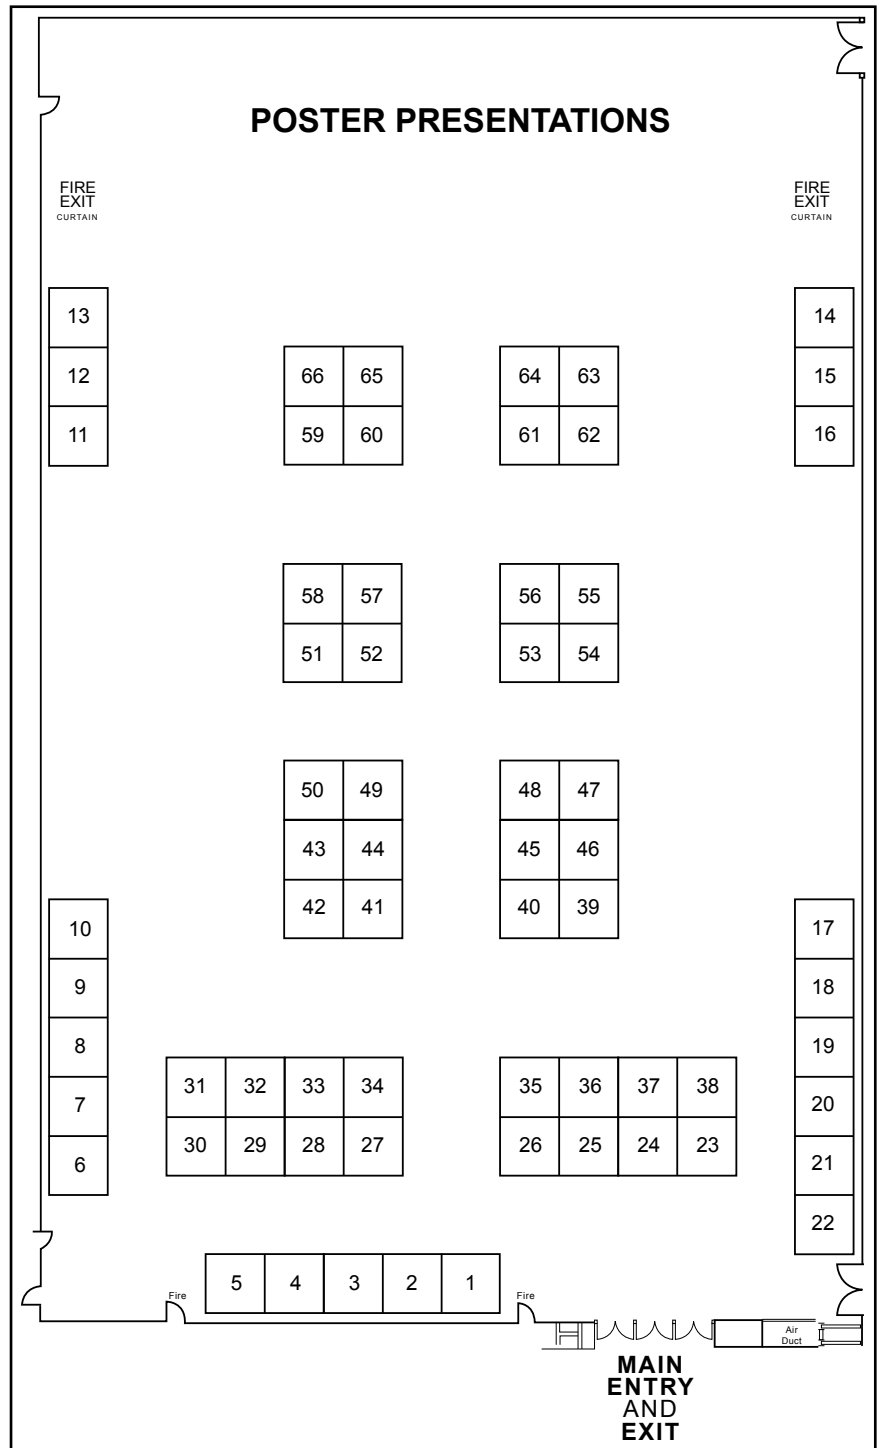 POSTER PRESENTATIONS
FIRE EXIT CURTAIN
FIRE EXIT CURTAIN
13 14
66 65 64 63
12 15
59 60 61 62
11 16
58 57 56 55
51 52 53 54
50 49 48 47
43 44 45 46
42 41 40 39
10 17
9 18
8 19
31 32 33 34 35 36 37 38
7 20
30 29 28 27 26 25 24 23
6 21
22
5 4 3 2 1
Fire Fire
Air
Duct
MAIN
ENTRY
AND
EXIT